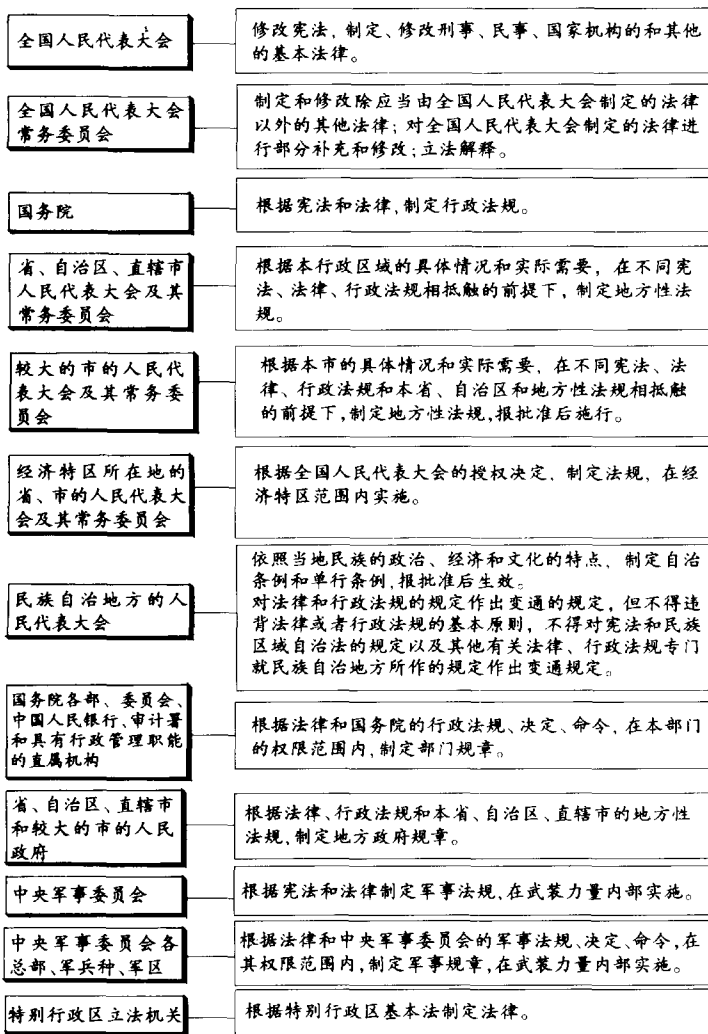 全国人民代表大会
修改宪法,制定、修改刑事、民事、国家机构的和其他
的基本法律。
全国人民代表大会
常务委员会
制定和修改除应当由全国人民代表大会制定的法律
以外的其他法律;对全国人民代表大会制定的法律进
行部分补充和修改;立法解释。
国务院
根据宪法和法律,制定行政法规。
省、自治区、直辖市
人民代表大会及其
常务委员会
根据本行政区域的具体情况和实际需要,在不同宪
法、法律、行政法规相抵触的前提下,制定地方性法
规。
较大的市的人民代
表大会及其常务委
员会
根据本市的具体情况和实际需要,在不同宪法、法
律、行政法规和本省、自治区和地方性法规相抵触
的前提下,制定地方性法规,报批准后施行。
经济特区所在地的
省、市的人民代表大
会及其常务委员会
根据全国人民代表大会的授权决定,制定法规,在经
济特区范围内实施。
民族自治地方的人
民代表大会
依照当地民族的政治、经济和文化的特点,制定自治
条例和单行条例,报批准后生效。
对法律和行政法规的规定作出变通的规定,但不得违
背法律或者行政法规的基本原则,不得对宪法和民族
区域自治法的规定以及其他有关法律、行政法规专门
就民族自治地方所作的规定作出变通规定。
国务院各部、委员会、
中国人民银行、审计署
和具有行政管理职能
的直属机构
根据法律和国务院的行政法规、决定、命令,在本部门
的权限范围内,制定部门规章。
省、自治区、直辖市
和较大的市的人民
政府
根据法律、行政法规和本省、自治区、直辖市的地方性
法规,制定地方政府规章。
中央军事委员会
根据宪法和法律制定军事法规,在武装力量内部实施。
中央军事委员会各
总部、军兵种、军区
根据法律和中央军事委员会的军事法规、决定、命令,在
其权限范围内,制定军事规章,在武装力量内部实施。
特别行政区立法机关
根据特别行政区基本法制定法律。